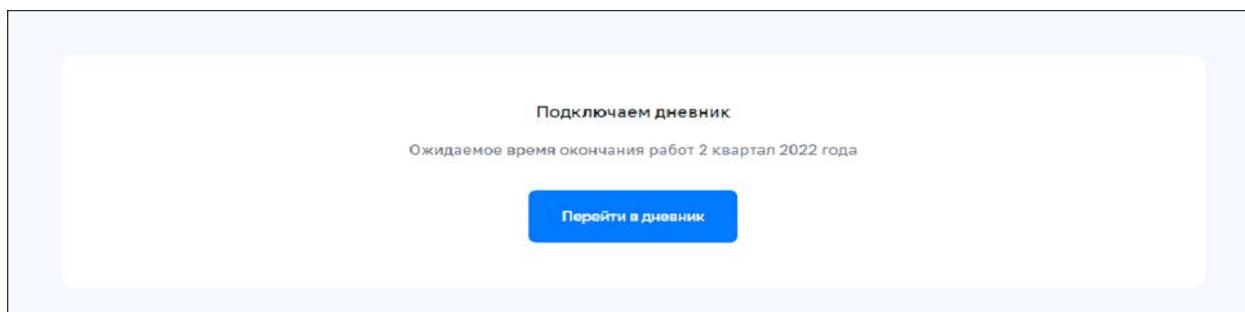 Подключаем дневник
Ожидаемое время окончания работ 2 квартал 2022 года
Перейти в дневник